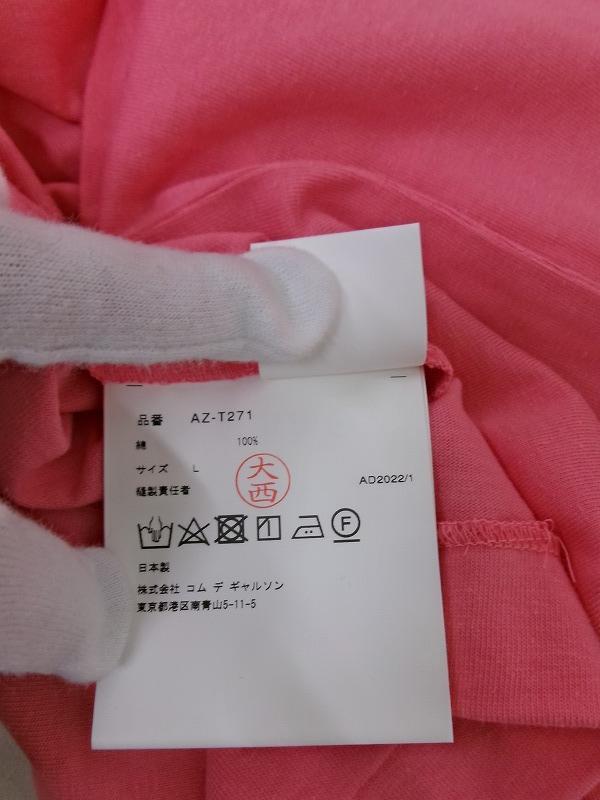 品番 AZ-T271
綿 100%
サイズ L
大西
縫製責任者
AD2022/1
F
日本製
株式会社 コム デ ギャルソン
東京都港区南青山5-11-5